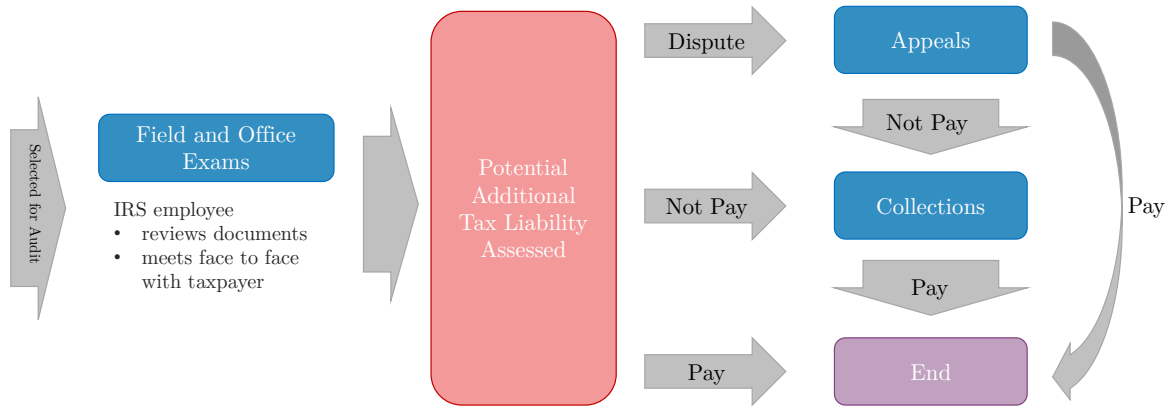 Selected for Audit
Field and Office
Exams
IRS employee
• reviews documents
• meets face to face
with taxpayer
Potential
Additional
Tax Liability
Assessed
Dispute
Not Pay
Pay
Appeals
Not Pay
Collections
Pay
End
Pay